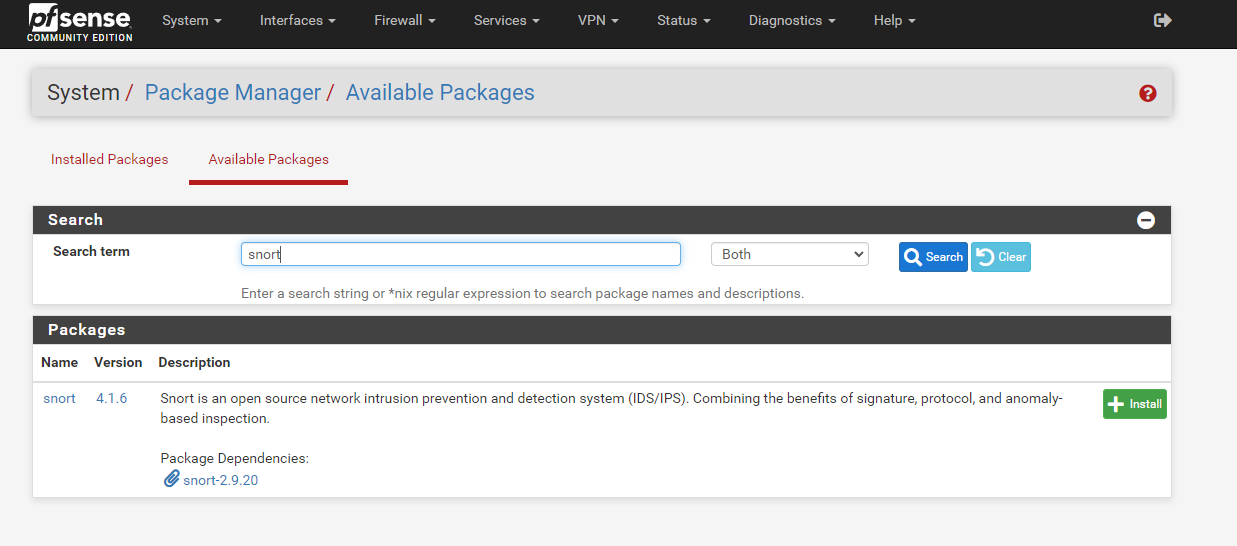 pfsense
COMMUNITY EDITION
System Interfaces Firewall Services VPN Status Diagnostics Help
System / Package Manager / Available Packages
Installed Packages Available Packages
Search
Search term snort Both Search Clear
Enter a search string or *nix regular expression to search package names and descriptions.
Packages
Name Version Description
snort 4.1.6 Snort is an open source network intrusion prevention and detection system (IDS/IPS). Combining the benefits of signature, protocol, and anomaly-
based inspection.
Install
Package Dependencies:
snort-2.9.20